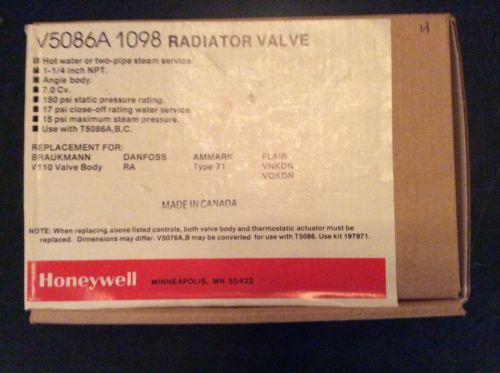 V5086A 1098 RADIATOR VALVE
Hot water or two-pipe steam service.
1-1/4 inch NPT.
Angle body.
7.0 Cv.
150 psi static pressure rating.
17 psi close-off rating water service.
15 psi maximum steam pressure.
Use with T5086A,B,C.
REPLACEMENT FOR:
BRAUKMANN DANFOSS AMMARK FLAIR
V110 Valve Body RA Type 71 VNKDN
VOKDN
MADE IN CANADA
NOTE: When replacing above listed controls, both valve body and thermostatic actuator must be
replaced. Dimensions may differ. V5076A,B may be converted for use with T5086. Use kit 197971.
Honeywell MINNEAPOLIS, MN 55422